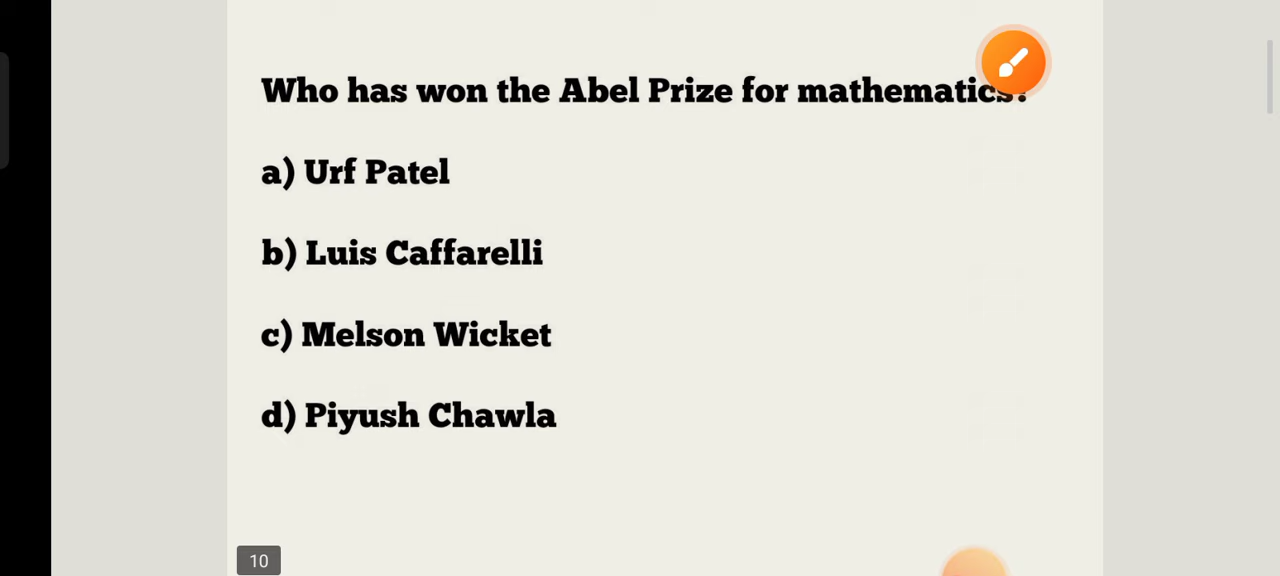 Who has won the Abel Prize for mathematics?
a) Urf Patel
b) Luis Caffarelli
c) Melson Wicket
d) Piyush Chawla
10